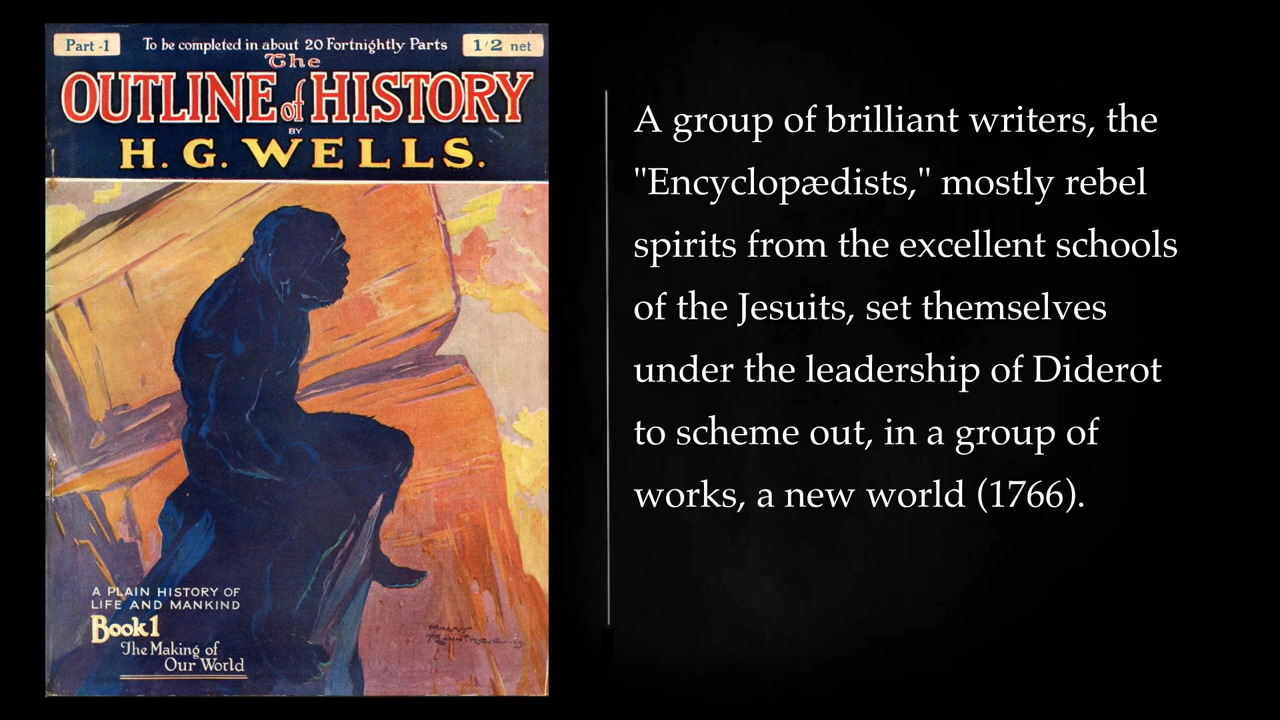 Part -1
To be completed in about 20 Fortnightly Parts
1/2 net
The
OUTLINE of HISTORY
BY
H. G. WELLS.
A PLAIN HISTORY OF
LIFE AND MANKIND
Book 1
The Making of
Our World
A group of brilliant writers, the
"Encyclopædists," mostly rebel
spirits from the excellent schools
of the Jesuits, set themselves
under the leadership of Diderot
to scheme out, in a group of
works, a new world (1766).